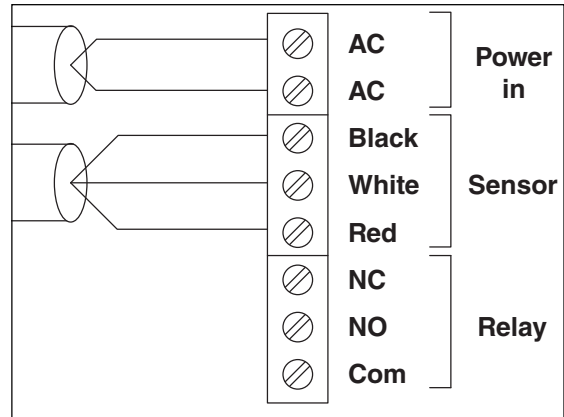 AC
AC
Power
in
Black
White
Red
Sensor
NC
NO
Com
Relay